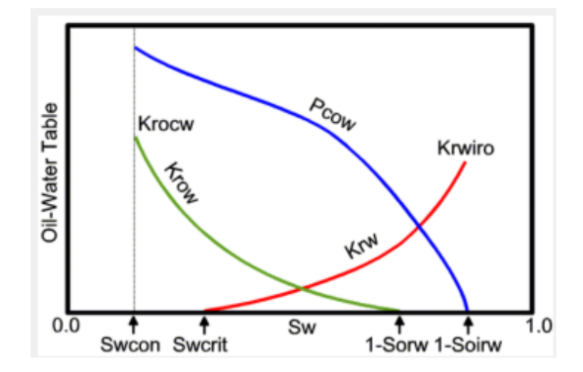 Oil-Water Table
Pcow
Krocw
Krow
Krwiro
Krw
0.0
Sw
1.0
Swcon
Swcrit
1-Sorw
1-Soirw